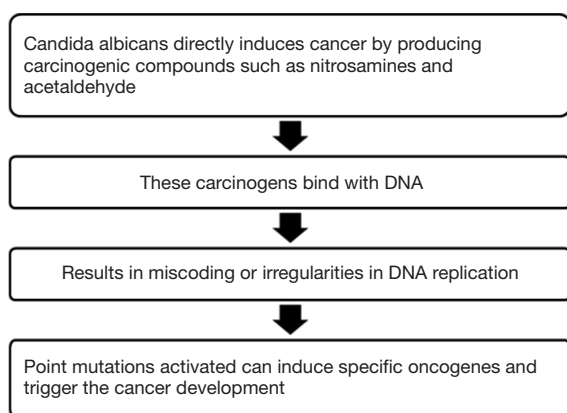 Candida albicans directly induces cancer by producing
carcinogenic compounds such as nitrosamines and
acetaldehyde
These carcinogens bind with DNA
Results in miscoding or irregularities in DNA replication
Point mutations activated can induce specific oncogenes and
trigger the cancer development